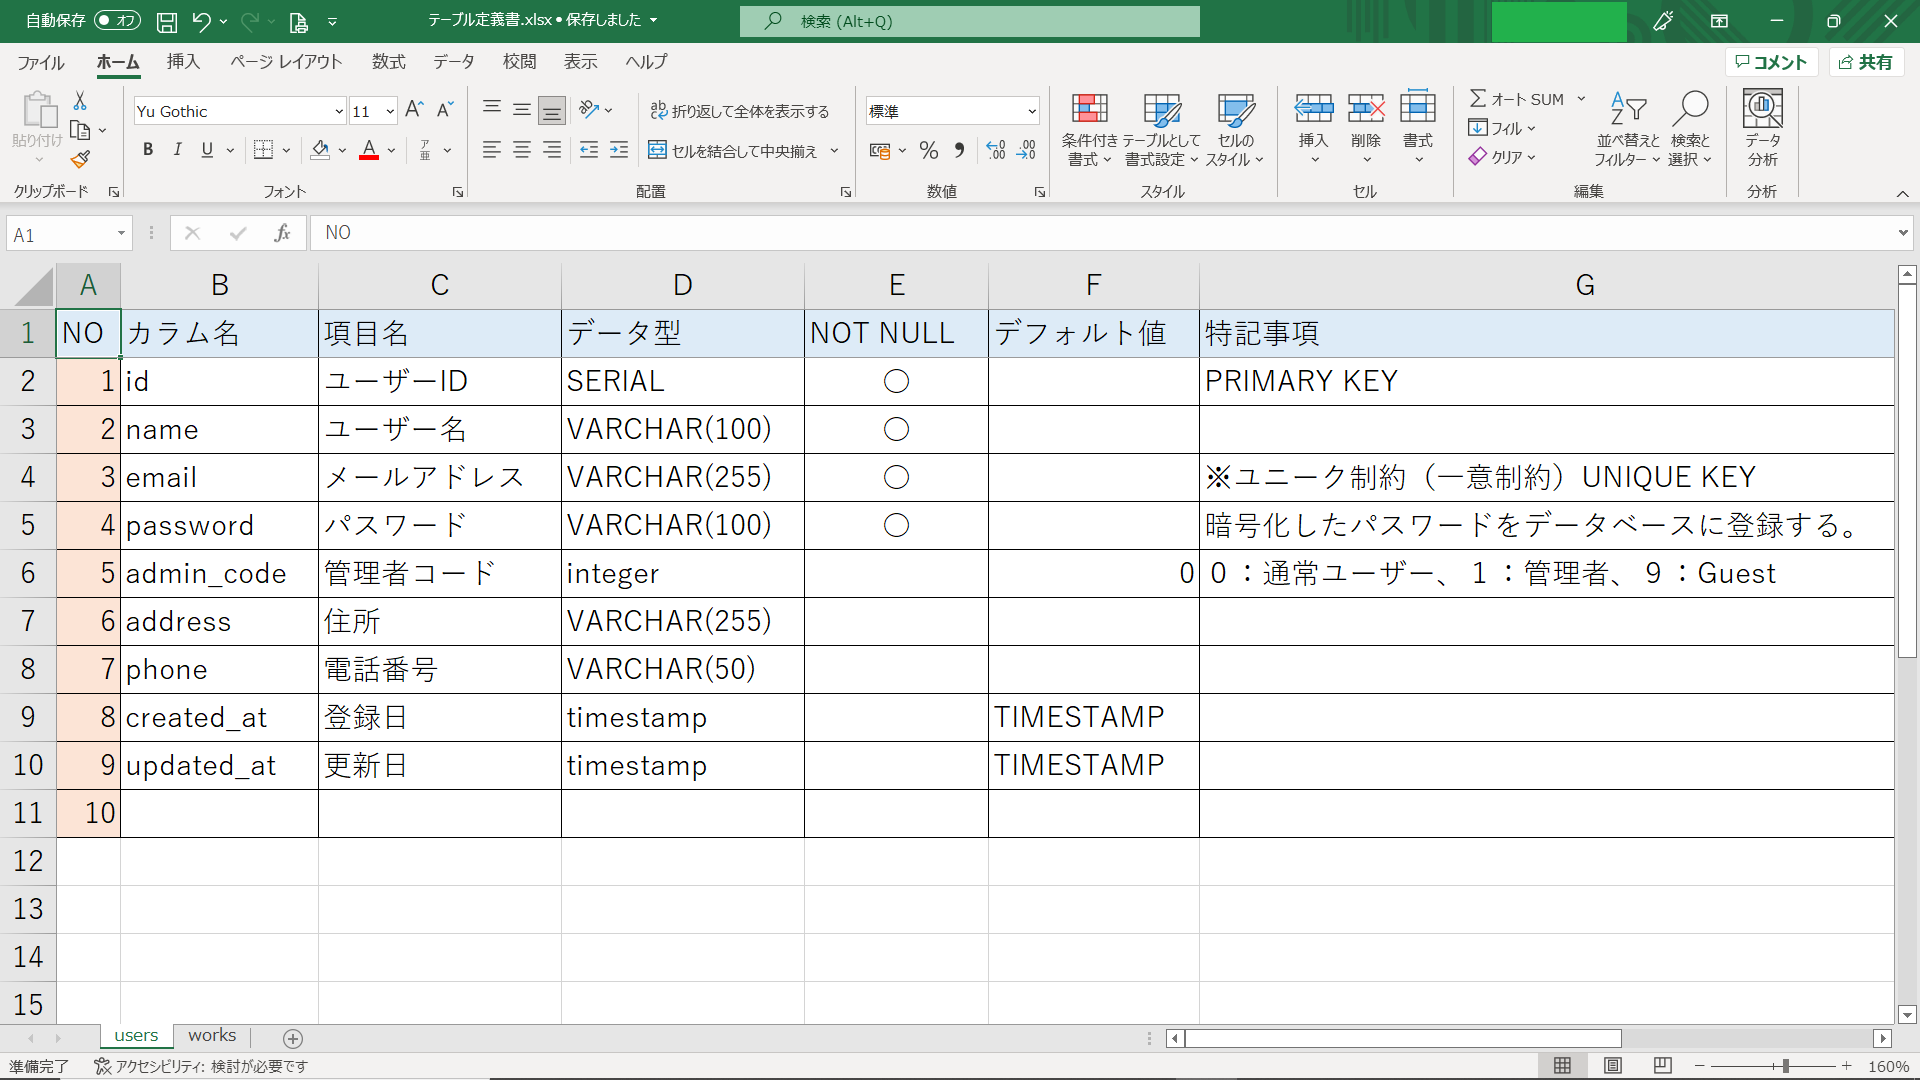 自動保存 オフ テーブル定義書.xlsx • 保存しました 検索 (Alt+Q)
ファイル ホーム 挿入 ページ レイアウト 数式 データ 校閲 表示 ヘルプ コメント 共有
貼り付け
クリップボード
Yu Gothic 11
B I U
フォント
折り返して全体を表示する
セルを結合して中央揃え
配置
標準
数値
条件付き書式
テーブルとして書式設定
セルのスタイル
スタイル
挿入 削除 書式
セル
オート SUM
フィル
クリア
並べ替えとフィルター
検索と選択
編集
データ分析
分析
A1 fx NO
A B C D E F G
1 NO カラム名 項目名 データ型 NOT NULL デフォルト値 特記事項
2 1 id ユーザーID SERIAL ○ PRIMARY KEY
3 2 name ユーザー名 VARCHAR(100) ○
4 3 email メールアドレス VARCHAR(255) ○ ※ユニーク制約（一意制約）UNIQUE KEY
5 4 password パスワード VARCHAR(100) ○ 暗号化したパスワードをデータベースに登録する。
6 5 admin_code 管理者コード integer 0 ０：通常ユーザー、１：管理者、９：Guest
7 6 address 住所 VARCHAR(255)
8 7 phone 電話番号 VARCHAR(50)
9 8 created_at 登録日 timestamp TIMESTAMP
10 9 updated_at 更新日 timestamp TIMESTAMP
11 10
12
13
14
15
users works
準備完了 アクセシビリティ: 検討が必要です 160%